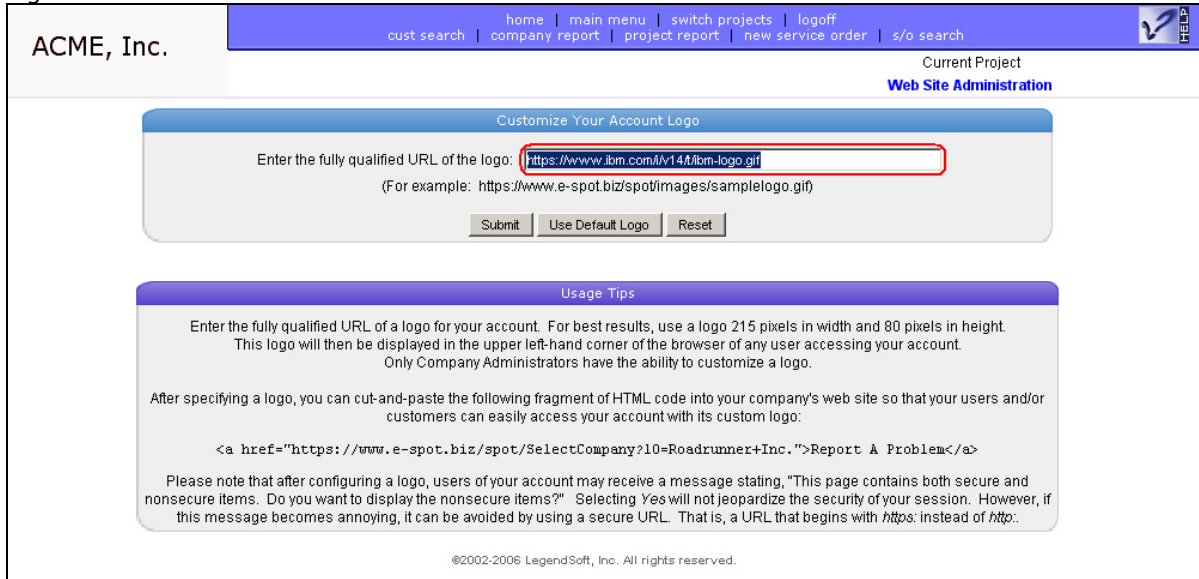 ACME, Inc.
home | main menu | switch projects | logoff
cust search | company report | project report | new service order | s/o search
HELP
Current Project
Web Site Administration
Customize Your Account Logo
Enter the fully qualified URL of the logo: https://www.ibm.com/i/v14/t/ibm-logo.gif
(For example: https://www.e-spot.biz/spot/images/samplelogo.gif)
Submit Use Default Logo Reset
Usage Tips
Enter the fully qualified URL of a logo for your account. For best results, use a logo 215 pixels in width and 80 pixels in height.
This logo will then be displayed in the upper left-hand corner of the browser of any user accessing your account.
Only Company Administrators have the ability to customize a logo.
After specifying a logo, you can cut-and-paste the following fragment of HTML code into your company's web site so that your users and/or
customers can easily access your account with its custom logo:
<a href="https://www.e-spot.biz/spot/SelectCompany?l0=Roadrunner+Inc.">Report A Problem</a>
Please note that after configuring a logo, users of your account may receive a message stating, "This page contains both secure and
nonsecure items. Do you want to display the nonsecure items?" Selecting Yes will not jeopardize the security of your session. However, if
this message becomes annoying, it can be avoided by using a secure URL. That is, a URL that begins with https: instead of http:.
©2002-2006 LegendSoft, Inc. All rights reserved.